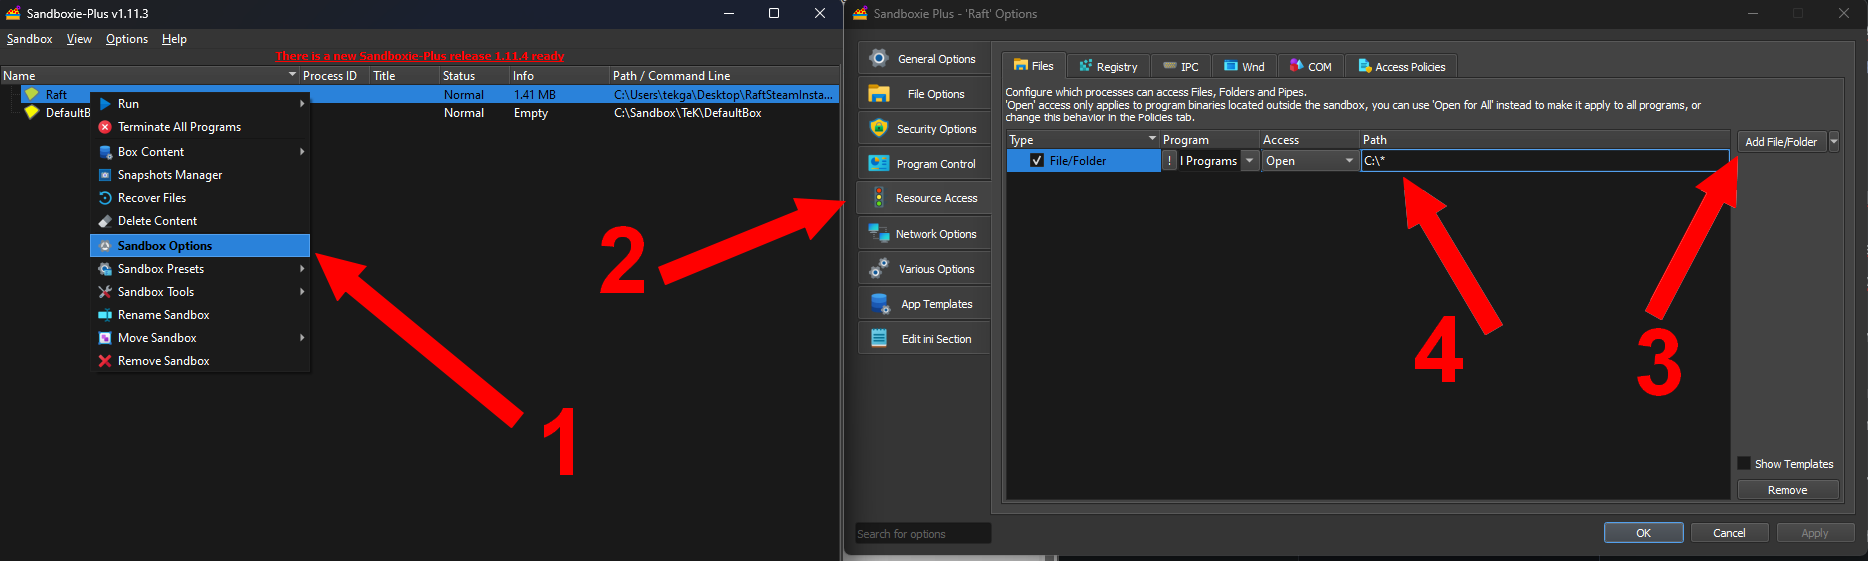 Sandboxie-Plus v1.11.3
Sandbox View Options Help
There is a new Sandboxie-Plus release 1.11.4 ready
Name Process ID Title Status Info Path / Command Line
Raft Normal 1.41 MB C:\Users\tekga\Desktop\RaftSteamInsta...
DefaultB Normal Empty C:\Sandbox\TeK\DefaultBox
Run
Terminate All Programs
Box Content
Snapshots Manager
Recover Files
Delete Content
Sandbox Options
Sandbox Presets
Sandbox Tools
Rename Sandbox
Move Sandbox
Remove Sandbox
1
2
Sandboxie Plus - 'Raft' Options
General Options
File Options
Security Options
Program Control
Resource Access
Network Options
Various Options
App Templates
Edit ini Section
Search for options
Files Registry IPC Wnd COM Access Policies
Configure which processes can access Files, Folders and Pipes.
'Open' access only applies to program binaries located outside the sandbox, you can use 'Open for All' instead to make it apply to all programs, or
change this behavior in the Policies tab.
Type Program Access Path
File/Folder ! l Programs Open C:\*
Add File/Folder
4
3
Show Templates
Remove
OK Cancel Apply